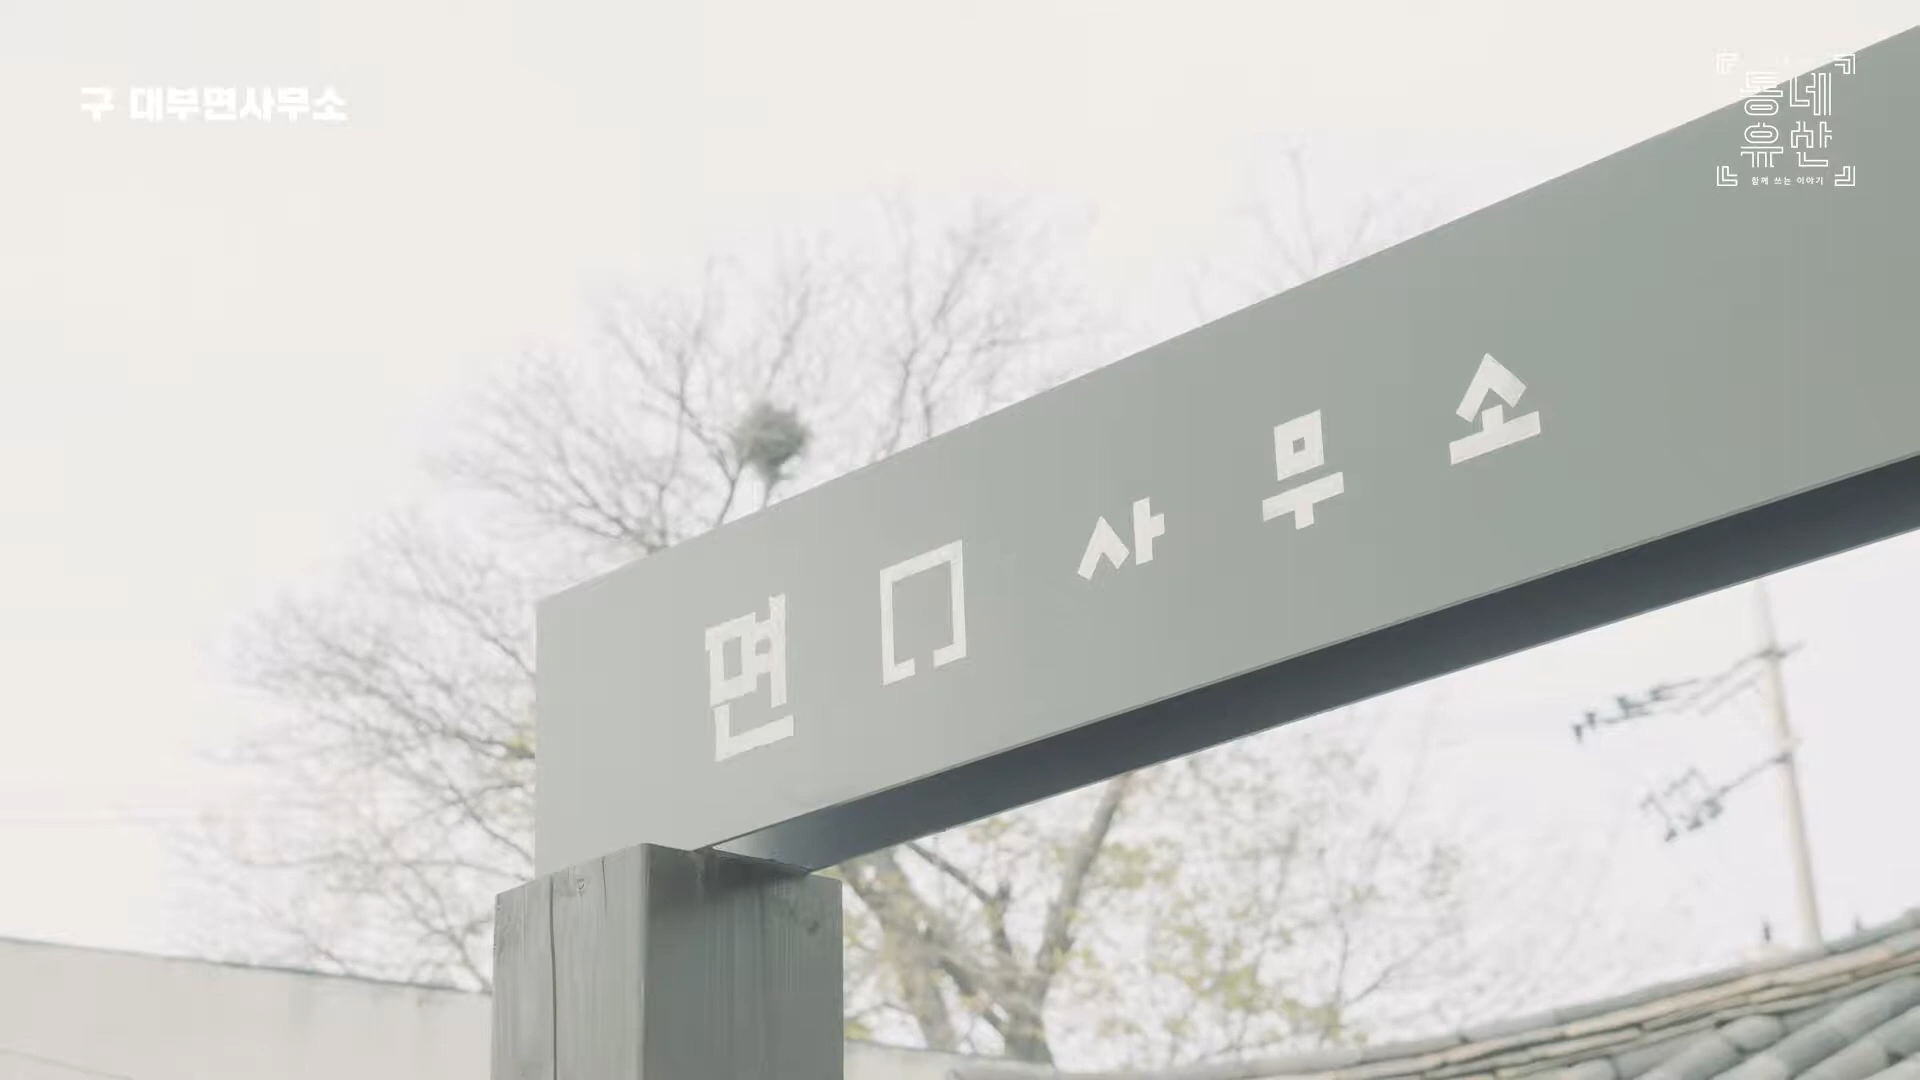 구 대부면사무소
동네
유산
함께 쓰는 이야기
면 사무소